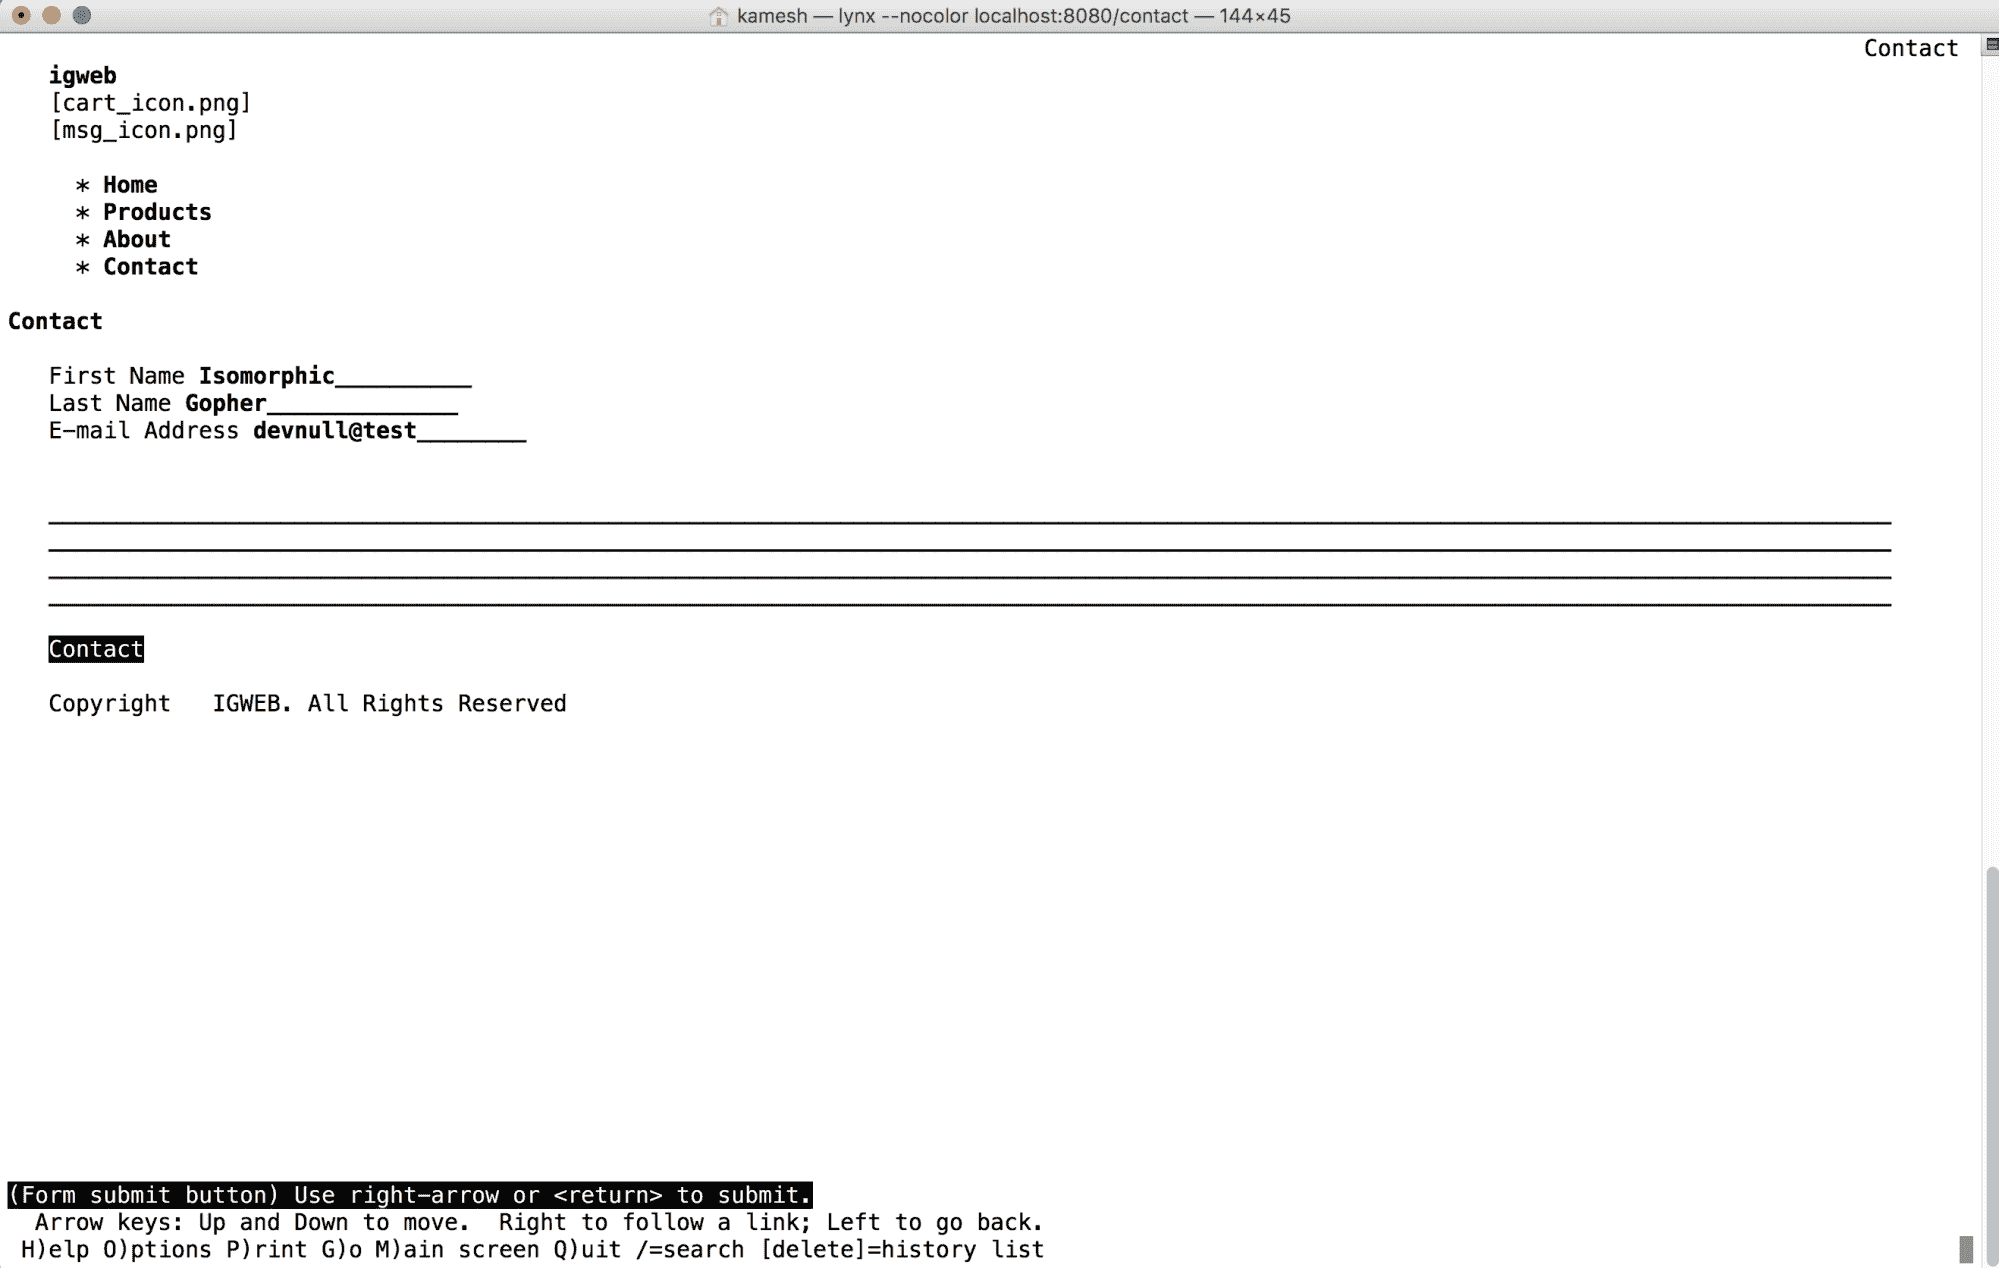 kamesh — lynx --nocolor localhost:8080/contact — 144×45
Contact
igweb
[cart_icon.png]
[msg_icon.png]
* Home
* Products
* About
* Contact
Contact
First Name Isomorphic__________
Last Name Gopher______________
E-mail Address devnull@test________
Contact
Copyright   IGWEB. All Rights Reserved
(Form submit button) Use right-arrow or <return> to submit.
Arrow keys: Up and Down to move.  Right to follow a link; Left to go back.
H)elp O)ptions P)rint G)o M)ain screen Q)uit /=search [delete]=history list